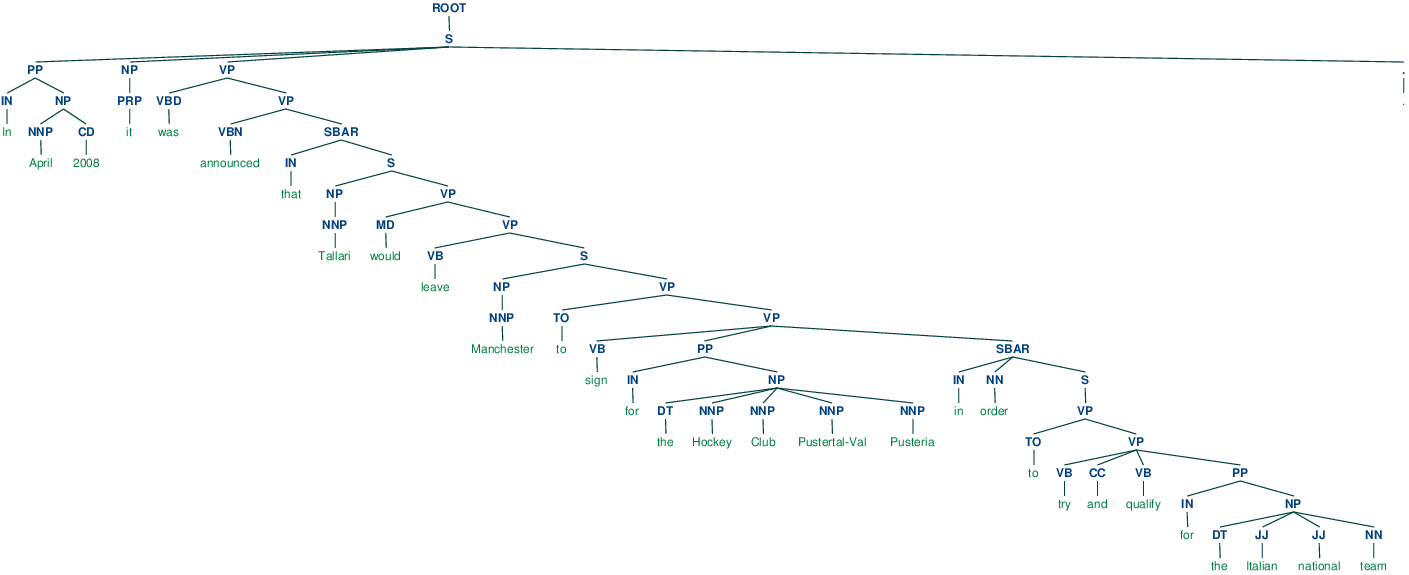 ROOT
S
PP NP VP .
IN NP PRP VBD VP .
In NNP CD it was VBN SBAR
April 2008 announced IN S
that NP VP
NNP MD VP
Tallari would VB S
leave NP VP
NNP TO VP
Manchester to VB PP SBAR
sign IN NP IN NN S
for DT NNP NNP NNP NNP in order VP
the Hockey Club Pustertal-Val Pusteria TO VP
to VB CC VB PP
try and qualify IN NP
for DT JJ JJ NN
the Italian national team